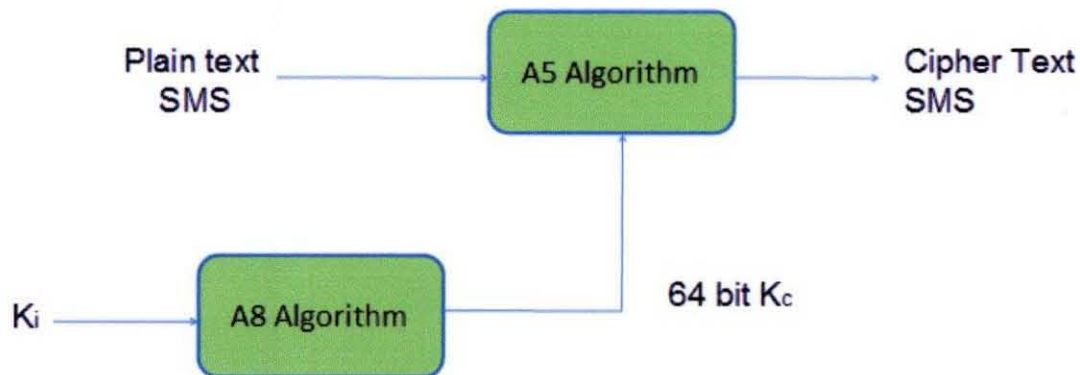 Plain text
SMS
A5 Algorithm
Cipher Text
SMS
Ki
A8 Algorithm
64 bit Kc